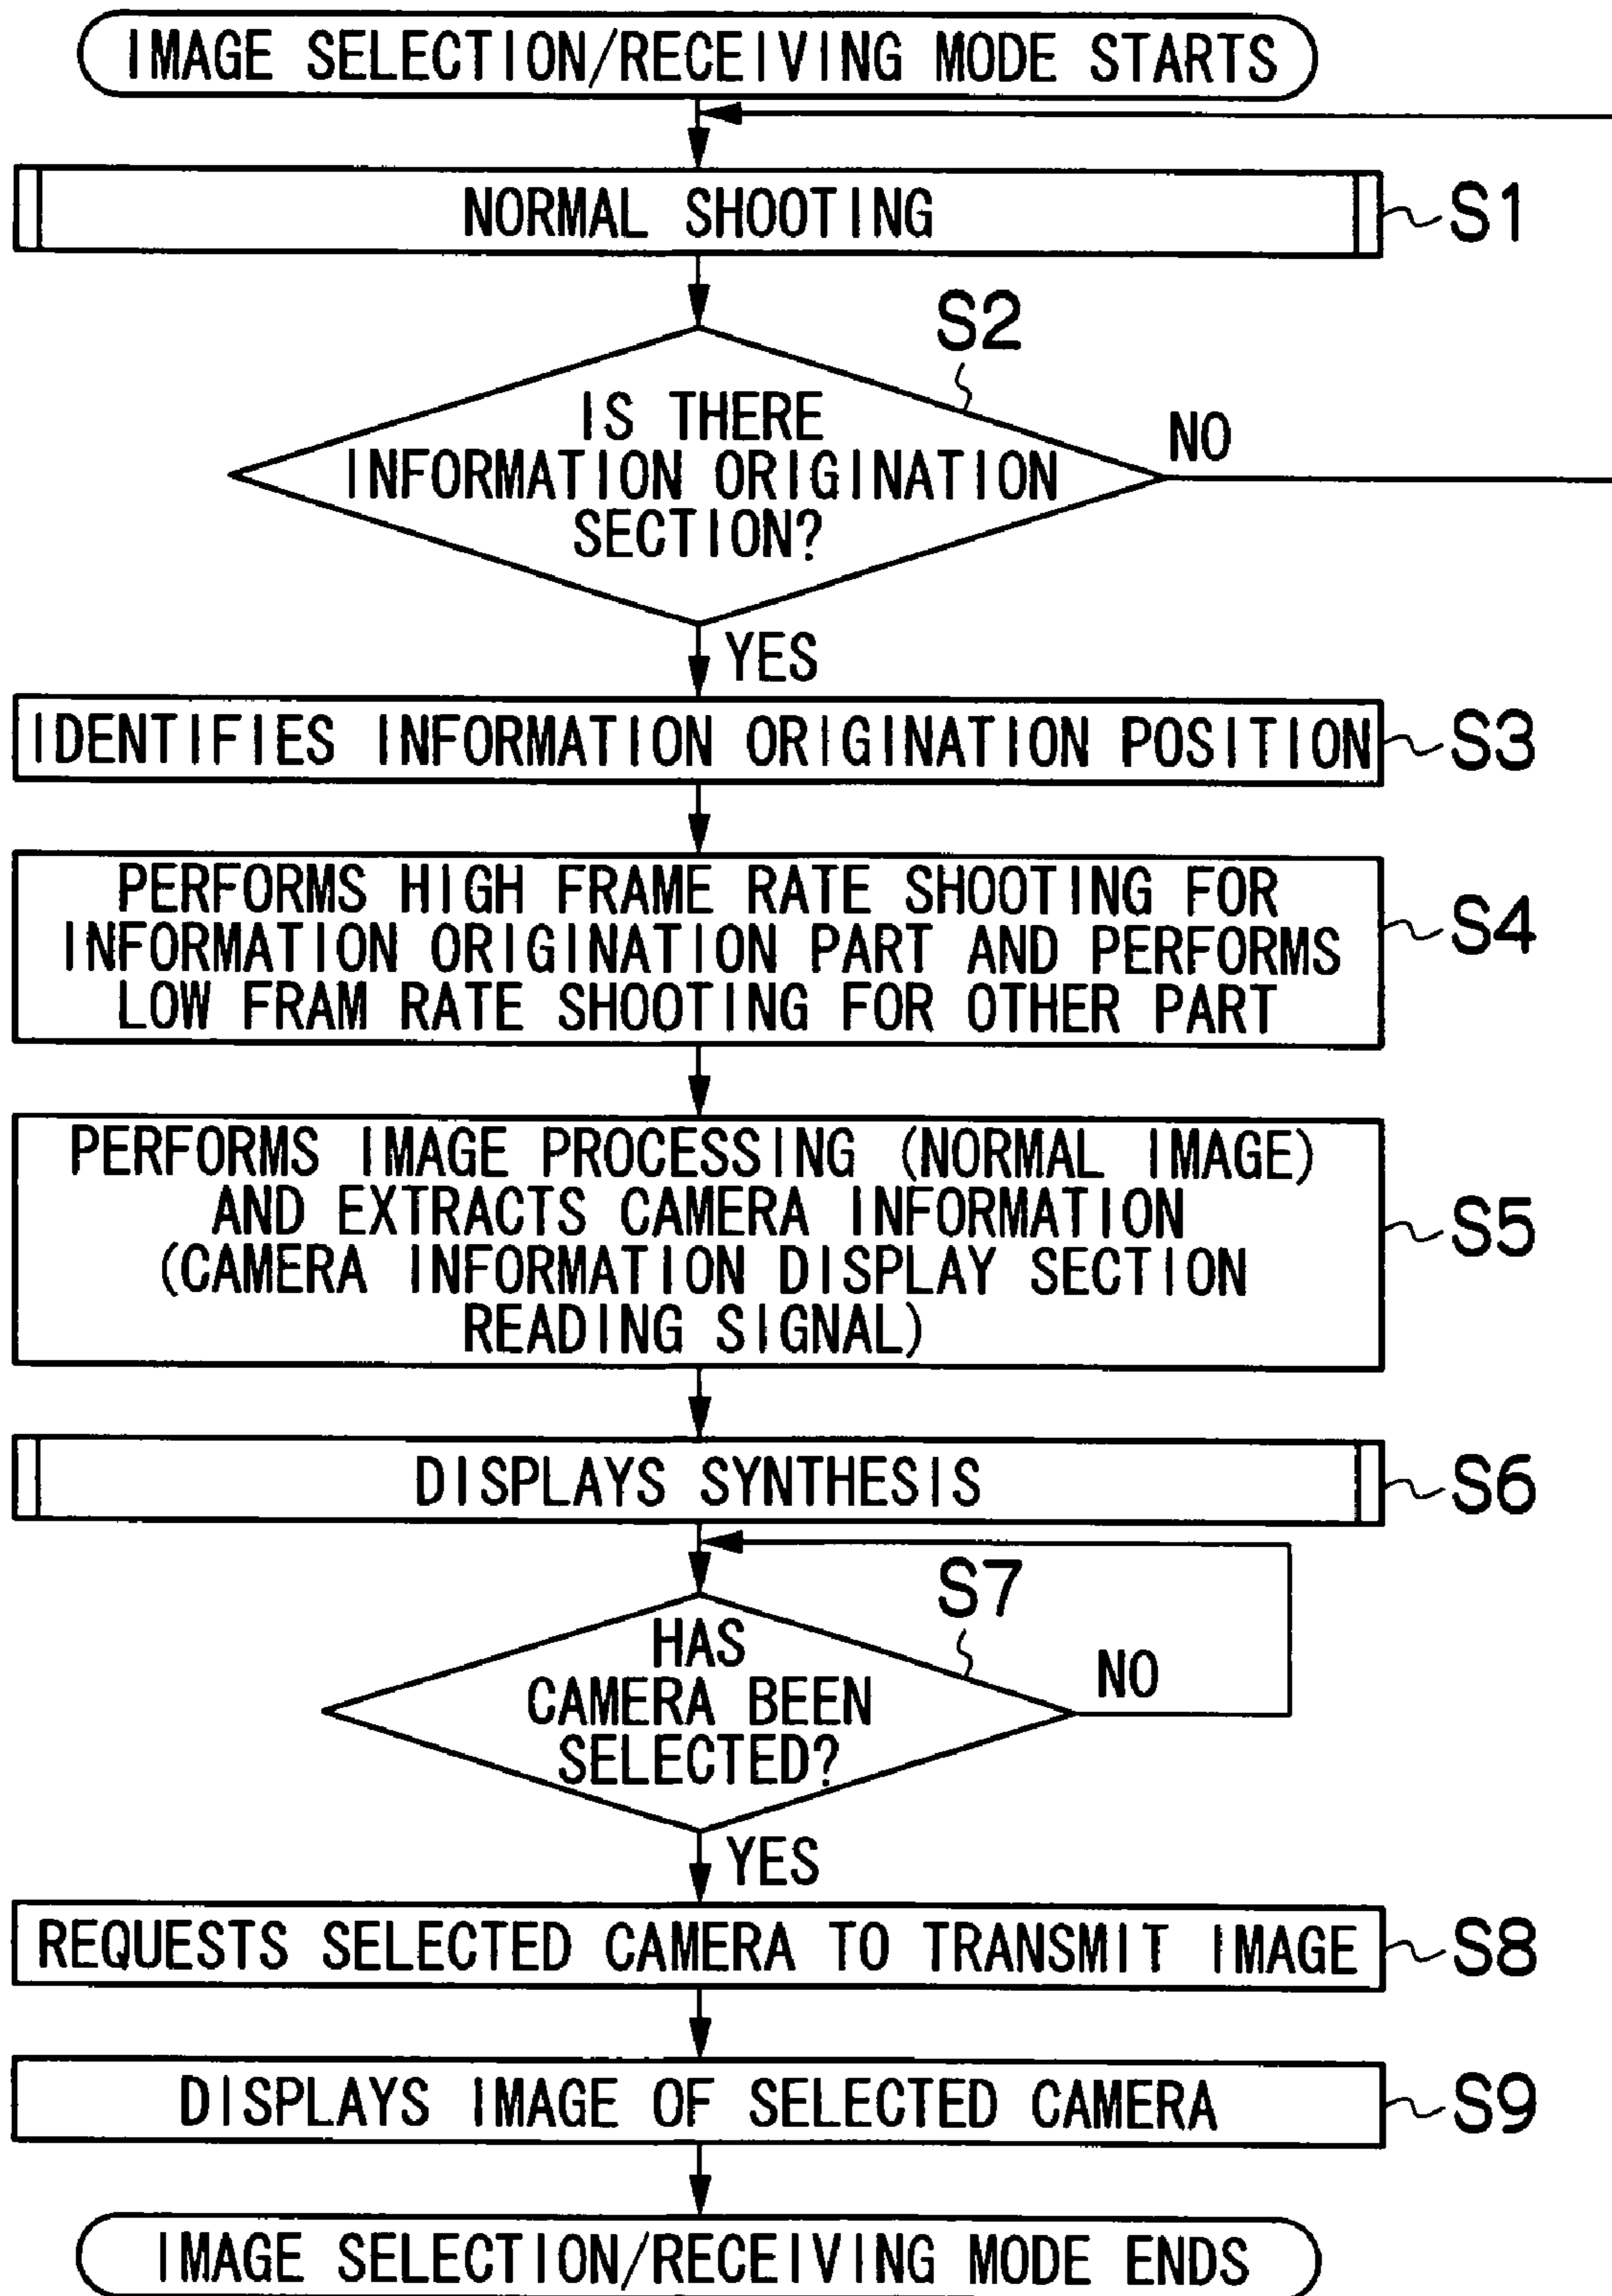 IMAGE SELECTION/RECEIVING MODE STARTS
NORMAL SHOOTING
S1
S2
IS THERE
INFORMATION ORIGINATION
SECTION?
NO
YES
IDENTIFIES INFORMATION ORIGINATION POSITION
S3
PERFORMS HIGH FRAME RATE SHOOTING FOR
INFORMATION ORIGINATION PART AND PERFORMS
LOW FRAM RATE SHOOTING FOR OTHER PART
S4
PERFORMS IMAGE PROCESSING (NORMAL IMAGE)
AND EXTRACTS CAMERA INFORMATION
(CAMERA INFORMATION DISPLAY SECTION
READING SIGNAL)
S5
DISPLAYS SYNTHESIS
S6
S7
HAS
CAMERA BEEN
SELECTED?
NO
YES
REQUESTS SELECTED CAMERA TO TRANSMIT IMAGE
S8
DISPLAYS IMAGE OF SELECTED CAMERA
S9
IMAGE SELECTION/RECEIVING MODE ENDS